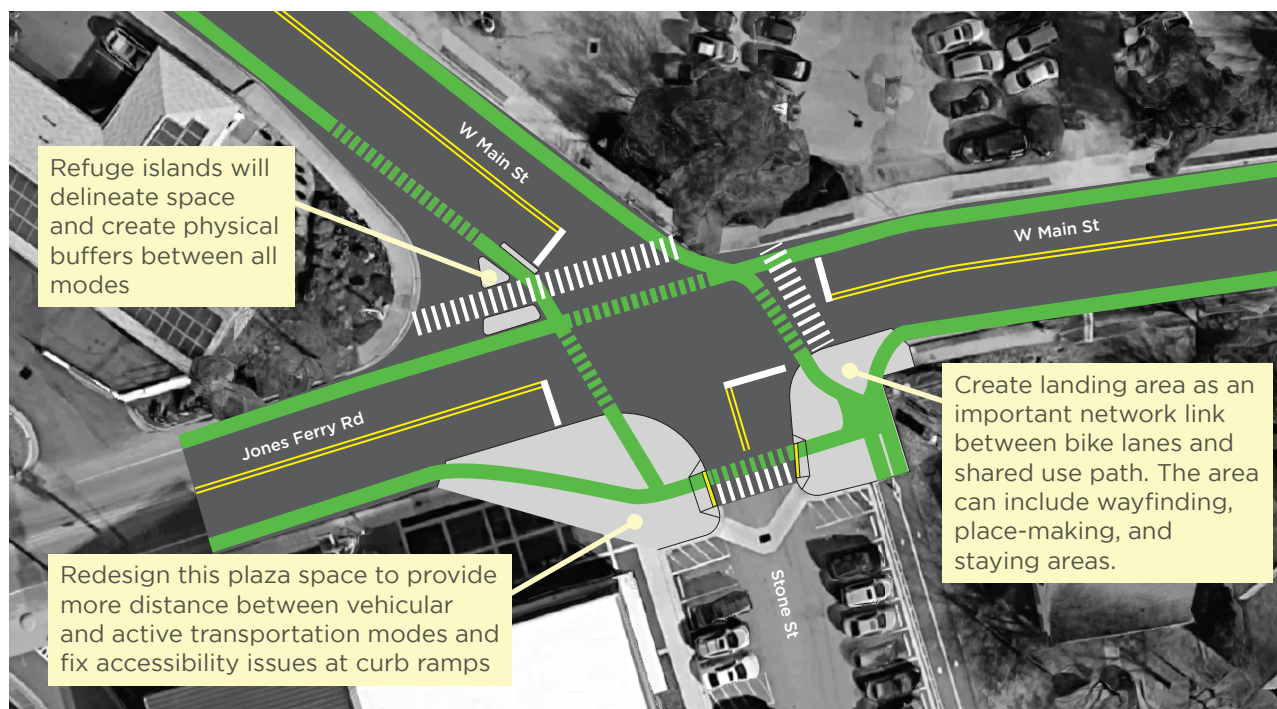 W Main St
Refuge islands will
delineate space
and create physical
buffers between all
modes
W Main St
Jones Ferry Rd
Create landing area as an
important network link
between bike lanes and
shared use path. The area
can include wayfinding,
place-making, and
staying areas.
Redesign this plaza space to provide
more distance between vehicular
and active transportation modes and
fix accessibility issues at curb ramps
Stone St